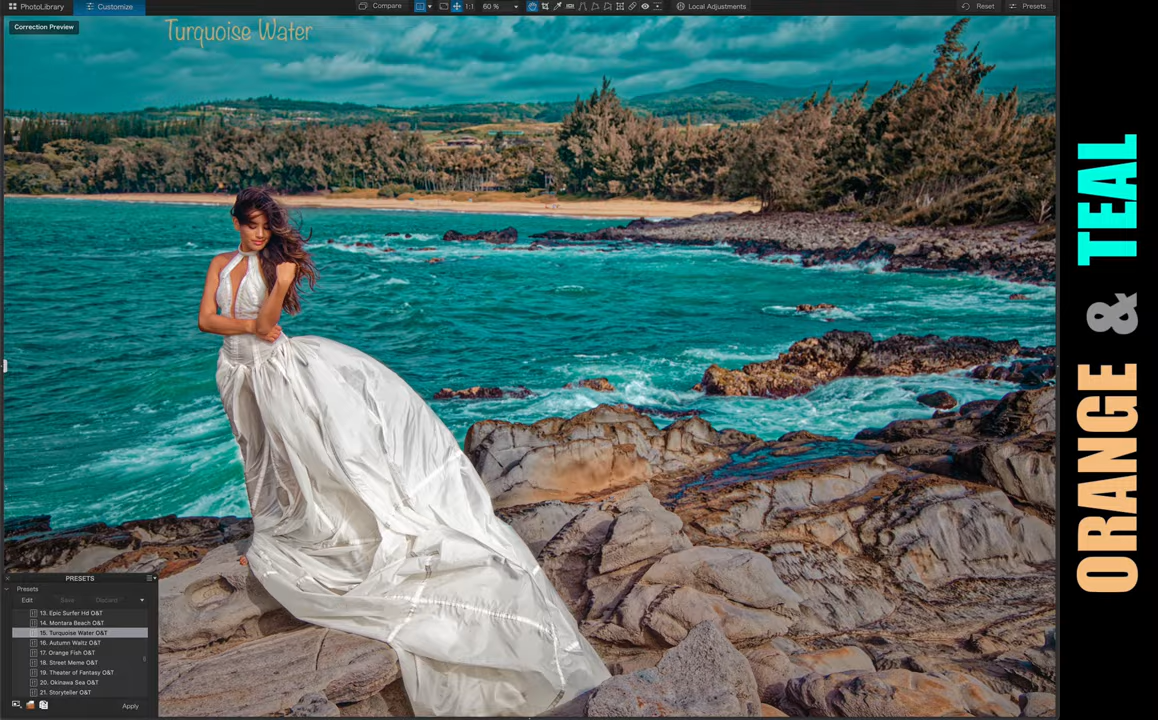 PhotoLibrary
Customize
Compare
1:1
60 %
Local Adjustments
Reset
Presets
Correction Preview
Turquoise Water
ORANGE & TEAL
PRESETS
Presets
Edit
Save
Discard
13. Epic Surfer Hd O&T
14. Montara Beach O&T
15. Turquoise Water O&T
16. Autumn Waltz O&T
17. Orange Fish O&T
18. Street Meme O&T
19. Theater of Fantasy O&T
20. Okinawa Sea O&T
21. Storyteller O&T
Apply